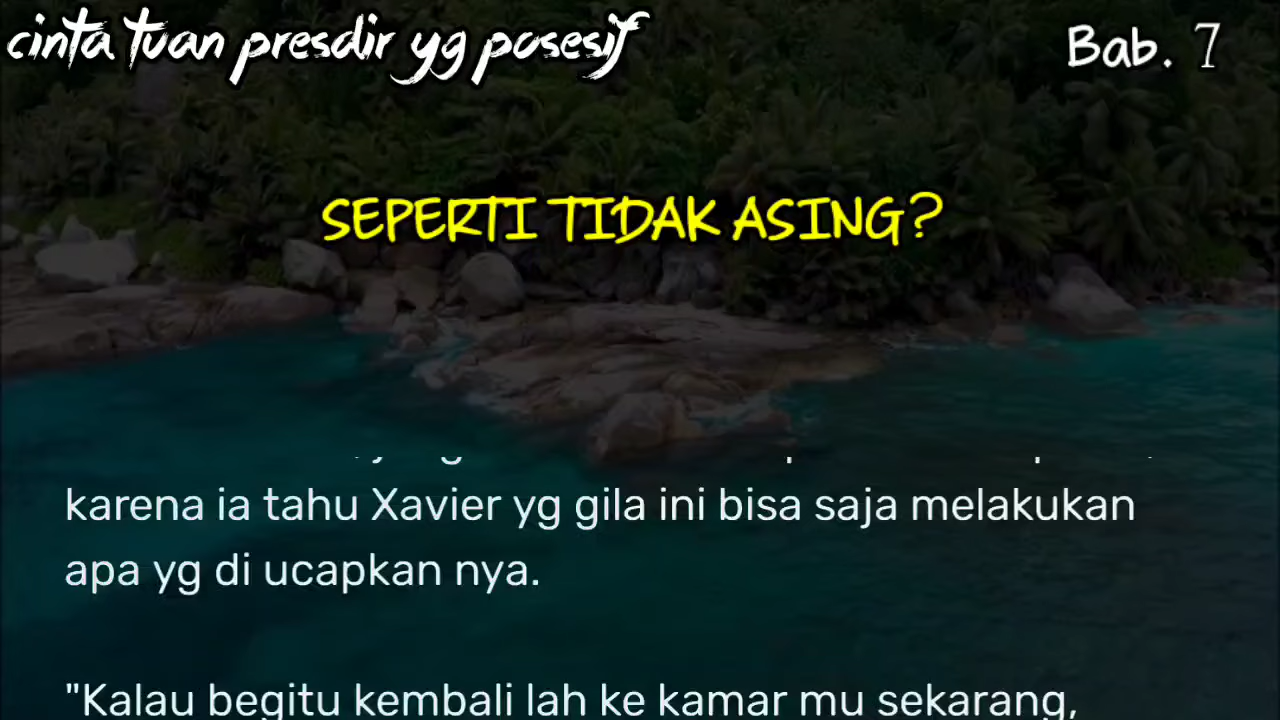 cinta tuan presdir yg posesif
Bab. 7
SEPERTI TIDAK ASING?
karena ia tahu Xavier yg gila ini bisa saja melakukan
apa yg di ucapkan nya.
"Kalau begitu kembali lah ke kamar mu sekarang,